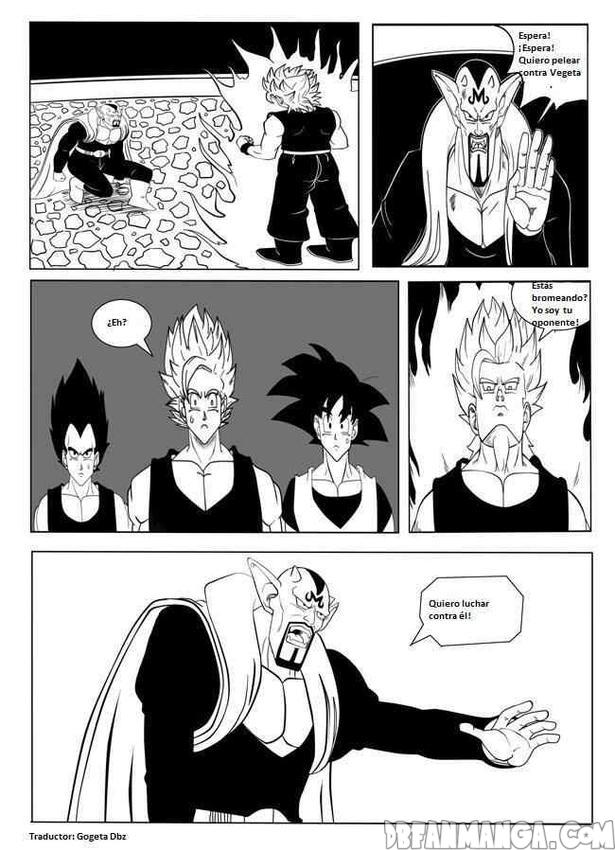 Espera!
¡Espera!
Quiero pelear
contra Vegeta
.
¿Eh?
Estás
bromeando?
Yo soy tu
oponente!
Quiero luchar
contra él!
Traductor: Gogeta Dbz
DBFANMANGA.COM